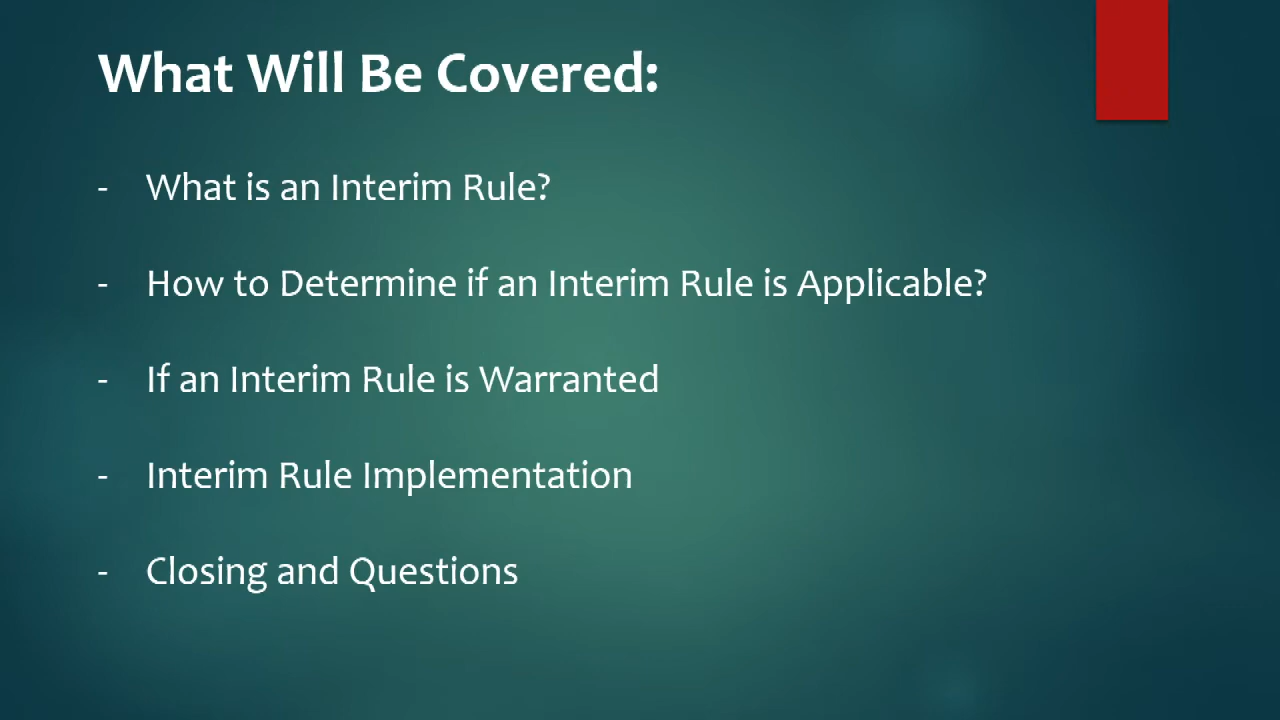 What Will Be Covered:
- What is an Interim Rule?
- How to Determine if an Interim Rule is Applicable?
- If an Interim Rule is Warranted
- Interim Rule Implementation
- Closing and Questions